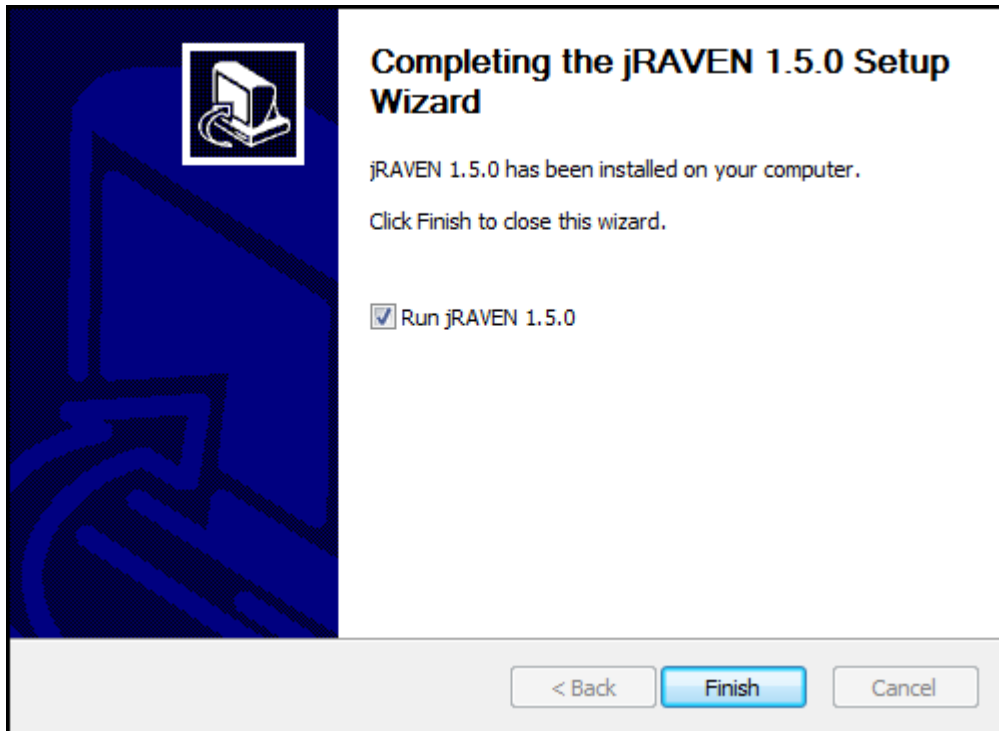 Completing the jRAVEN 1.5.0 Setup
Wizard
jRAVEN 1.5.0 has been installed on your computer.
Click Finish to close this wizard.
Run jRAVEN 1.5.0
< Back
Finish
Cancel